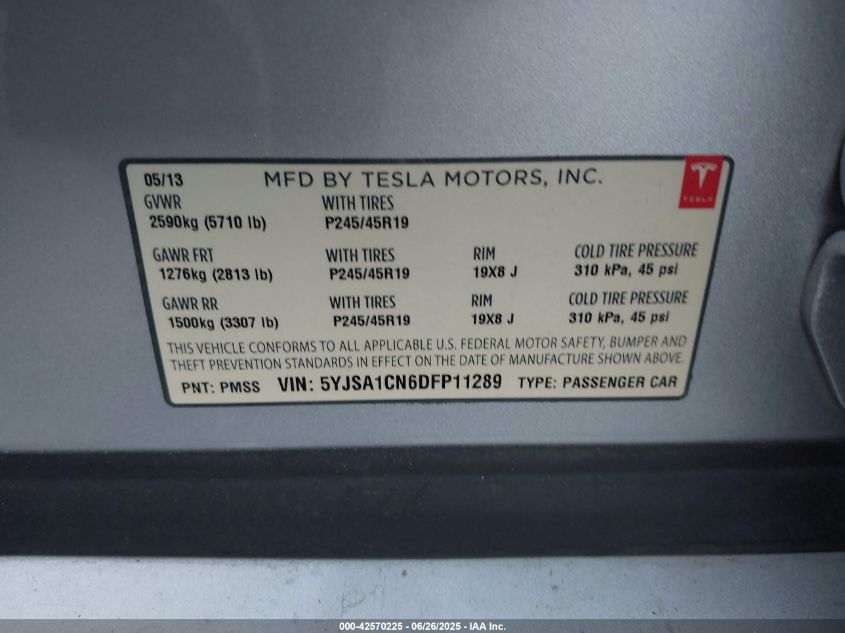 05/13 MFD BY TESLA MOTORS, INC.
TESLA
GVWR WITH TIRES
2590kg (5710 lb) P245/45R19
GAWR FRT WITH TIRES RIM COLD TIRE PRESSURE
1276kg (2813 lb) P245/45R19 19X8 J 310 kPa, 45 psi
GAWR RR WITH TIRES RIM COLD TIRE PRESSURE
1500kg (3307 lb) P245/45R19 19X8 J 310 kPa, 45 psi
THIS VEHICLE CONFORMS TO ALL APPLICABLE U.S. FEDERAL MOTOR SAFETY, BUMPER AND
THEFT PREVENTION STANDARDS IN EFFECT ON THE DATE OF MANUFACTURE SHOWN ABOVE.
PNT: PMSS VIN: 5YJSA1CN6DFP11289 TYPE: PASSENGER CAR
000-42570225 - 06/26/2025 - IAA Inc.